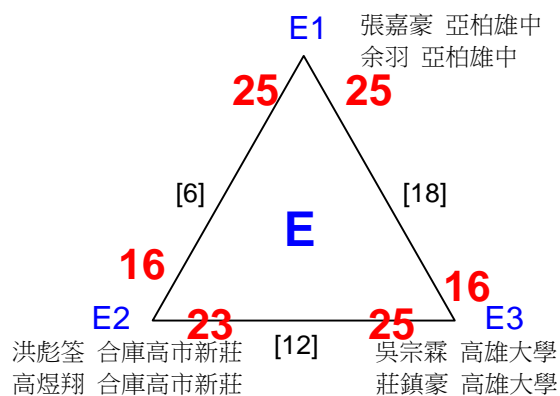 E1
張嘉豪 亞柏雄中
余羽 亞柏雄中
25
25
[6]
[18]
E
16
16
E2
23
25
E3
[12]
洪彪筌 合庫高市新莊
高煜翔 合庫高市新莊
吳宗霖 高雄大學
莊鎮豪 高雄大學